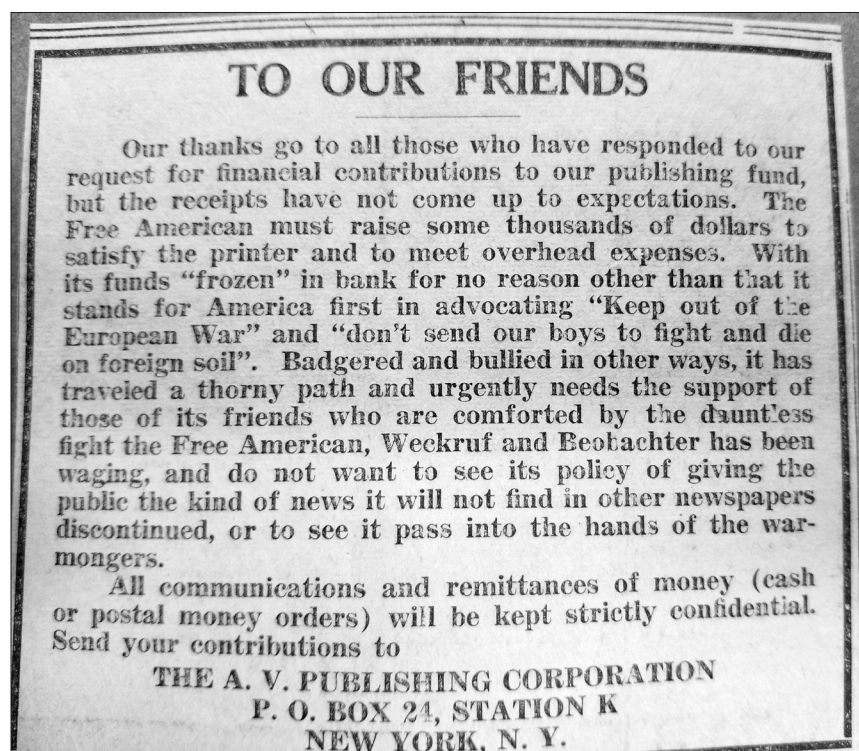 TO OUR FRIENDS
Our thanks go to all those who have responded to our
request for financial contributions to our publishing fund,
but the receipts have not come up to expectations. The
Free American must raise some thousands of dollars to
satisfy the printer and to meet overhead expenses. With
its funds “frozen” in bank for no reason other than that it
stands for America first in advocating “Keep out of the
European War” and “don't send our boys to fight and die
on foreign soil”. Badgered and bullied in other ways, it has
traveled a thorny path and urgently needs the support of
those of its friends who are comforted by the dauntless
fight the Free American, Weckruf and Beobachter has been
waging, and do not want to see its policy of giving the
public the kind of news it will not find in other newspapers
discontinued, or to see it pass into the hands of the war-
mongers.
All communications and remittances of money (cash
or postal money orders) will be kept strictly confidential.
Send your contributions to
THE A. V. PUBLISHING CORPORATION
P. O. BOX 24, STATION K
NEW YORK, N. Y.